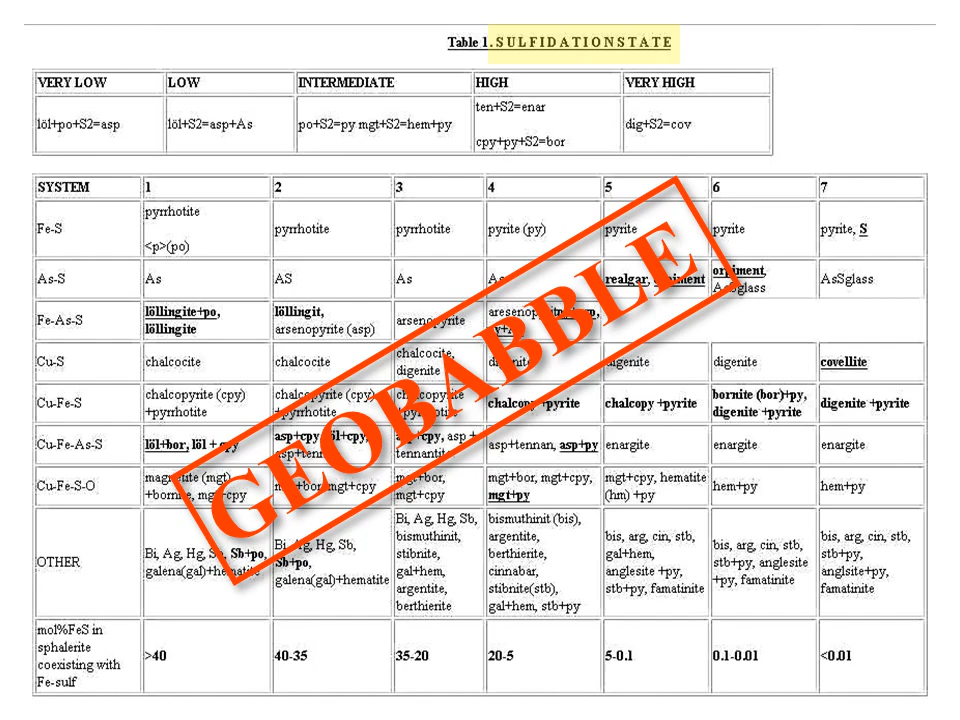 Table 1. S U L F I D A T I O N S T A T E
VERY LOW LOW INTERMEDIATE HIGH VERY HIGH
löl+po+S2=asp
löl+S2=asp+As
po+S2=py mgt+S2=hem+py
ten+S2=enar
cpy+py+S2=bor
dig+S2=cov
SYSTEM 1 2 3 4 5 6 7
Fe-S
pyrrhotite
<p>(po)
pyrrhotite
pyrrhotite
pyrite (py)
pyrite
pyrite
pyrite, S
As-S
As
AS
As
As
realgar, orpiment
orpiment,
AsSglass
AsSglass
Fe-As-S
löllingite+po,
löllingite
löllingit,
arsenopyrite (asp)
arsenopyrite
Cu-S
chalcocite
chalcocite
chalcocite,
digenite
digenite
digenite
digenite
covellite
Cu-Fe-S
chalcopyrite (cpy)
+pyrrhotite
chalcopyrite (cpy)
+pyrrhotite
chalcopyrite
+pyrrhotite
chalcopy +pyrite
chalcopy +pyrite
bornite (bor)+py,
digenite +pyrite
digenite +pyrite
Cu-Fe-As-S
löl+bor, löl + cpy
asp+cpy, löl+cpy,
asp+tenn
asp+cpy, asp +
tennantite
asp+tennan, asp+py
enargite
enargite
enargite
Cu-Fe-S-O
magnetite (mgt)
+bornite, mgt+cpy
mgt+bor, mgt+cpy
mgt+bor,
mgt+cpy
mgt+bor, mgt+cpy,
mgt+py
mgt+cpy, hematite
(hm) +py
hem+py
hem+py
OTHER
Bi, Ag, Hg, Sb, Sb+po,
galena(gal)+hematite
Bi, Ag, Hg, Sb,
Sb+po,
galena(gal)+hematite
Bi, Ag, Hg, Sb,
bismuthinit,
stibnite,
gal+hem,
argentite,
berthierite
bismuthinit (bis),
argentite,
berthierite,
cinnabar,
stibnite(stb),
gal+hem, stb+py
bis, arg, cin, stb,
gal+hem,
anglesite +py,
stb+py, famatinite
bis, arg, cin, stb,
stb+py, anglesite
+py, famatinite
bis, arg, cin, stb,
stb+py,
anglsite+py,
famatinite
mol%FeS in
sphalerite
coexisting with
Fe-sulf
>40
40-35
35-20
20-5
5-0.1
0.1-0.01
<0.01
GEOBABBLE